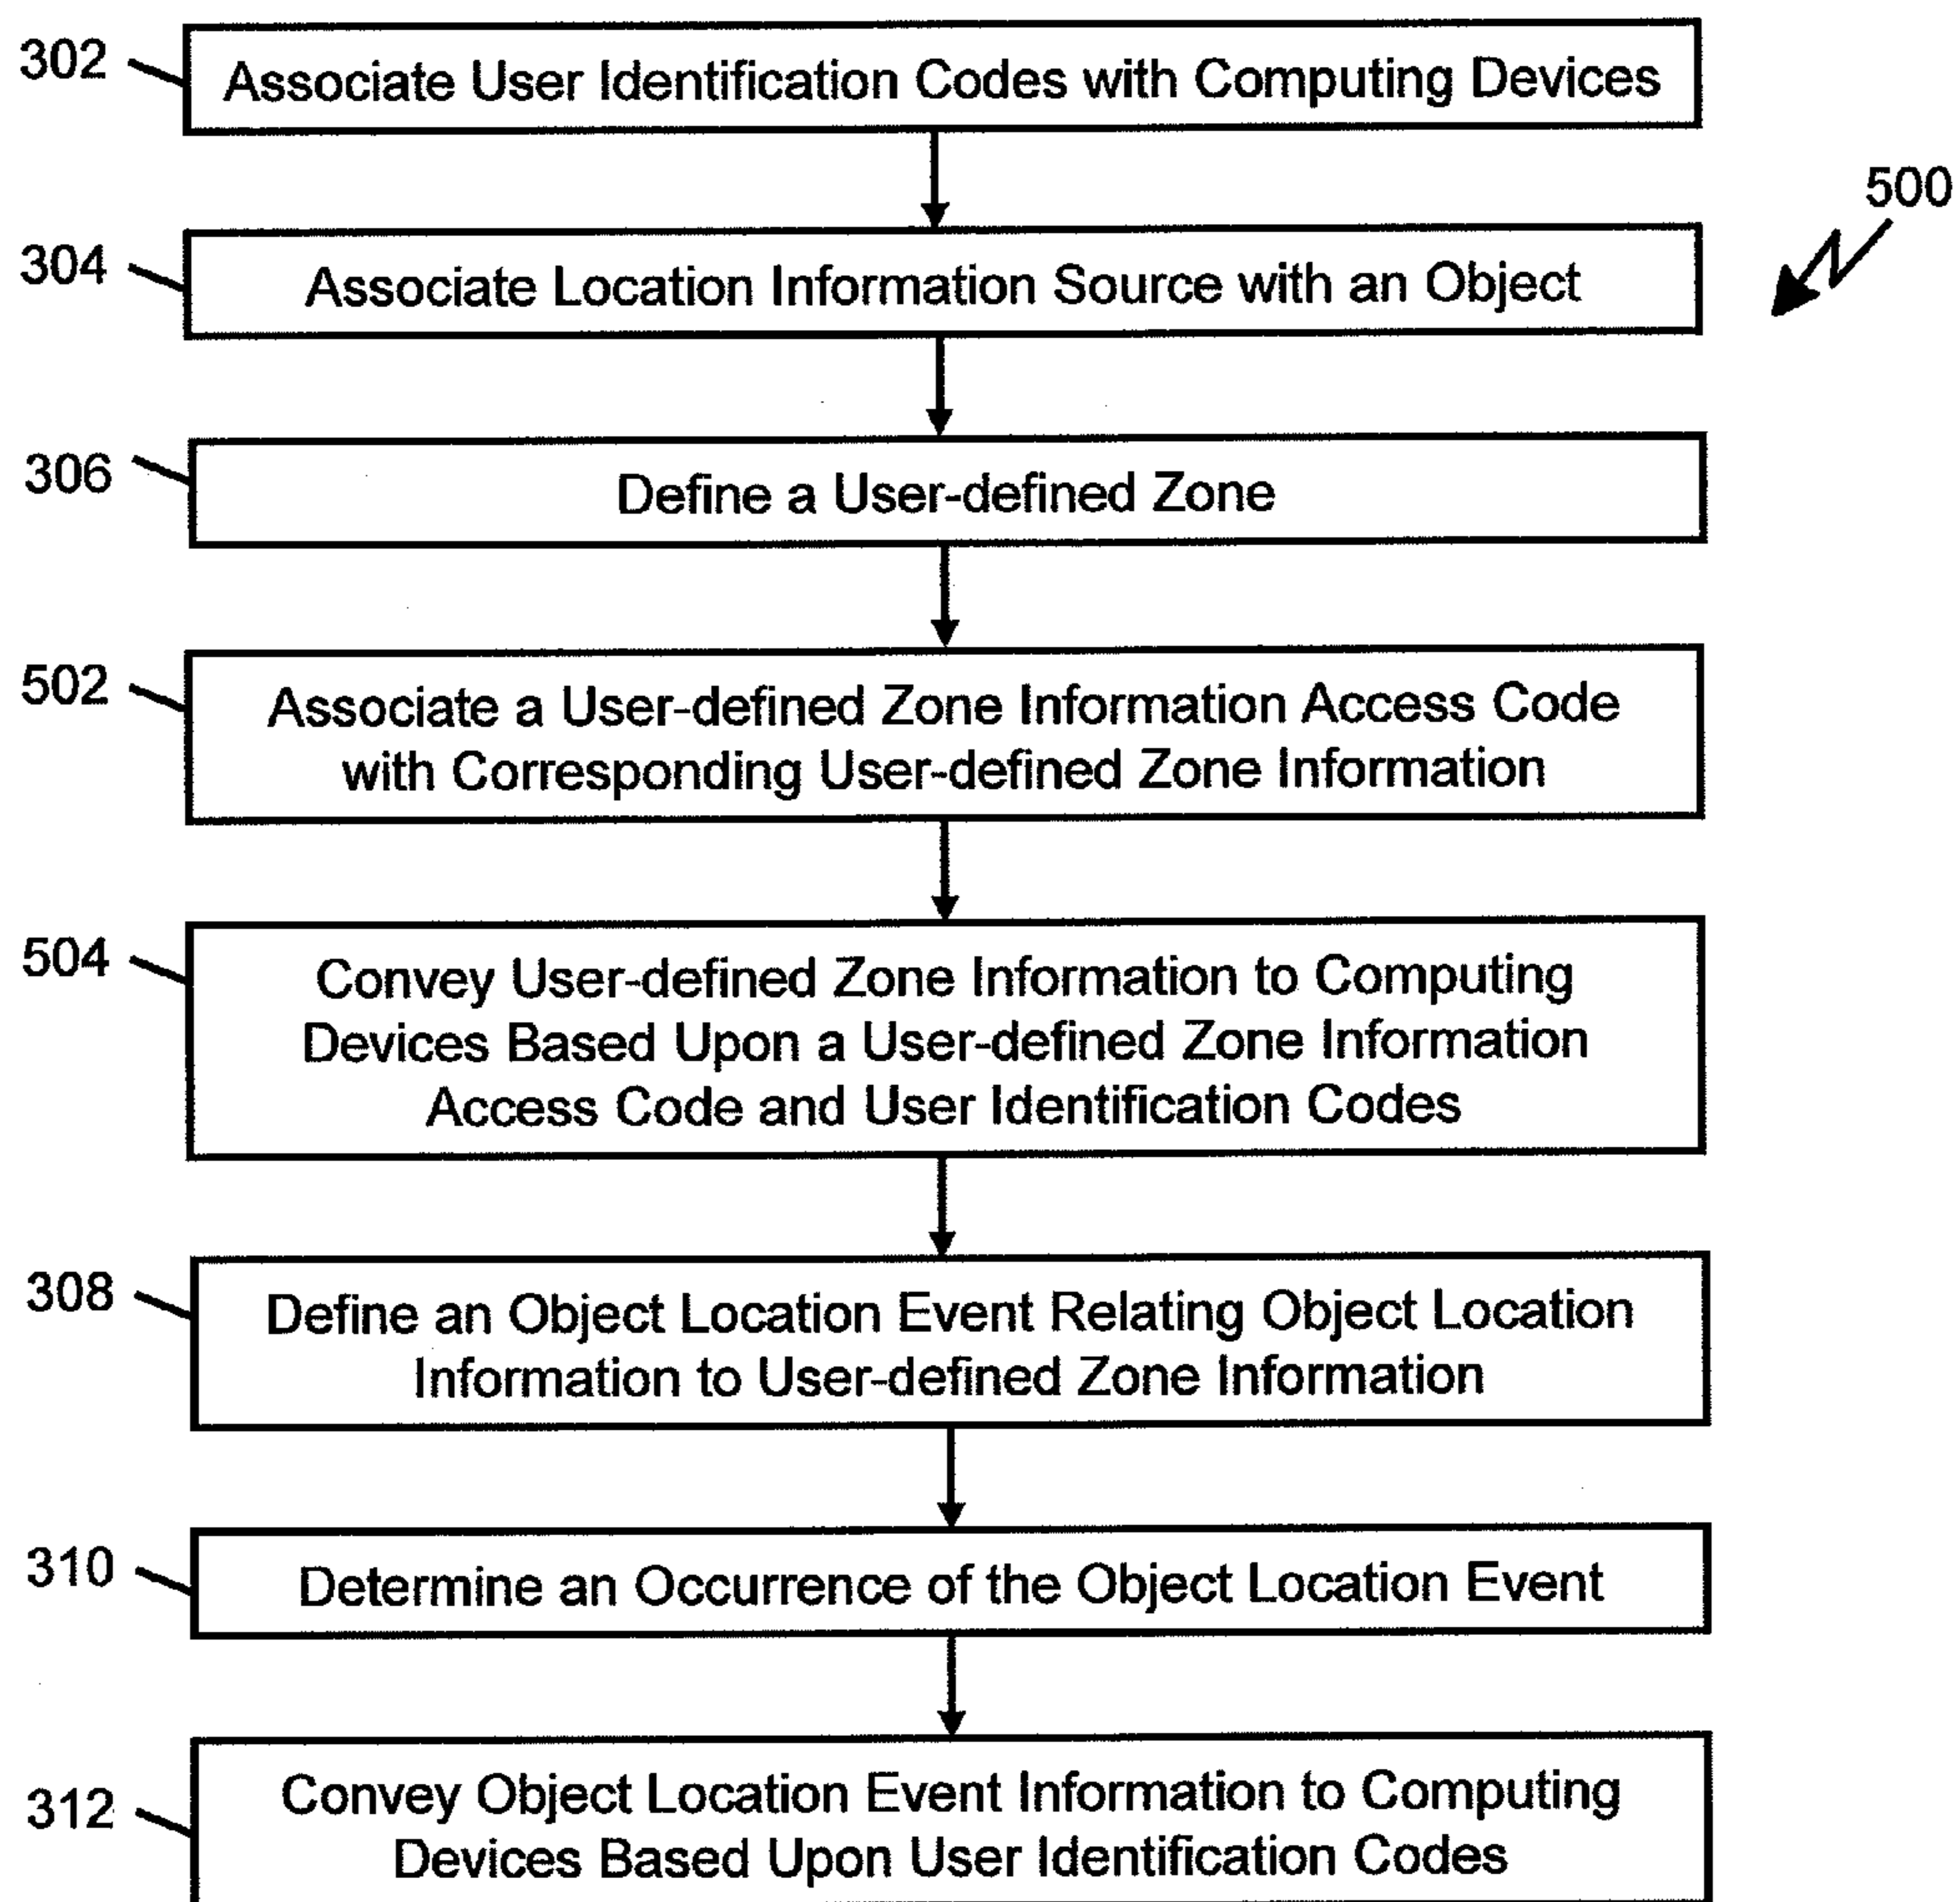 302
Associate User Identification Codes with Computing Devices
500
304
Associate Location Information Source with an Object
306
Define a User-defined Zone
502
Associate a User-defined Zone Information Access Code
with Corresponding User-defined Zone Information
504
Convey User-defined Zone Information to Computing
Devices Based Upon a User-defined Zone Information
Access Code and User Identification Codes
308
Define an Object Location Event Relating Object Location
Information to User-defined Zone Information
310
Determine an Occurrence of the Object Location Event
312
Convey Object Location Event Information to Computing
Devices Based Upon User Identification Codes